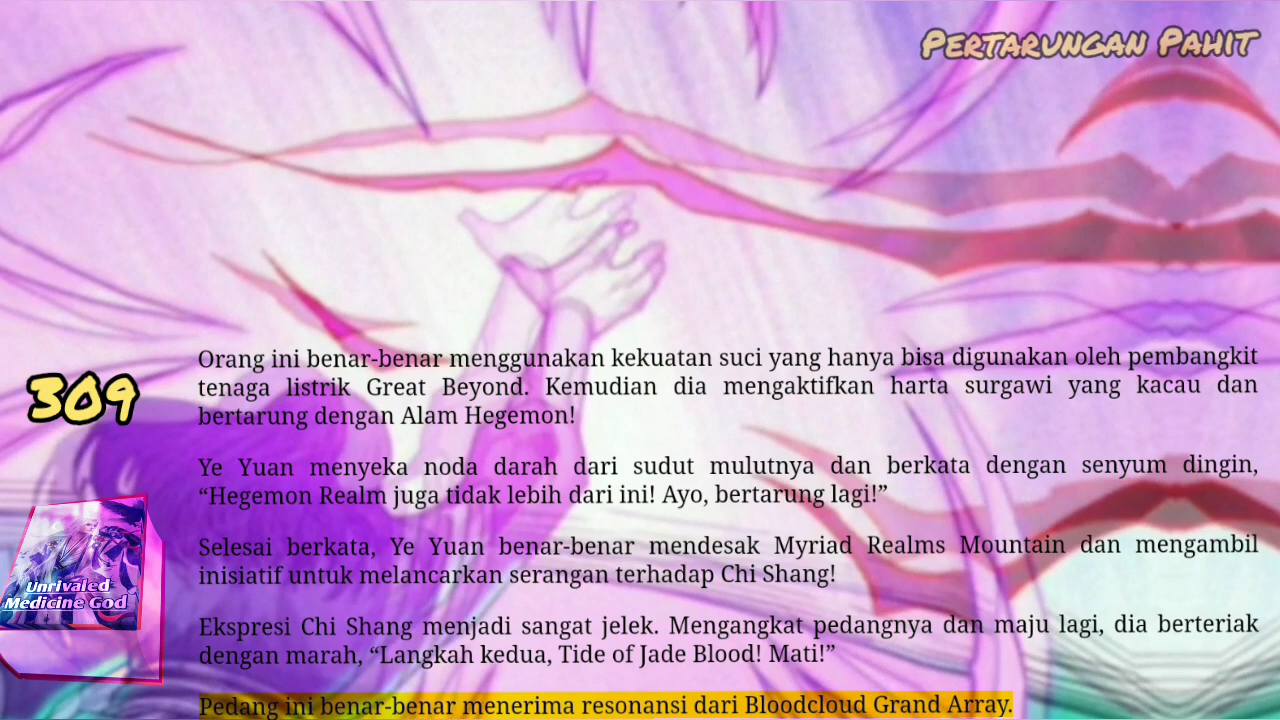 Pertarungan Pahit
Orang ini benar-benar menggunakan kekuatan suci yang hanya bisa digunakan oleh pembangkit
tenaga listrik Great Beyond. Kemudian dia mengaktifkan harta surgawi yang kacau dan
bertarung dengan Alam Hegemon!
309
Ye Yuan menyeka noda darah dari sudut mulutnya dan berkata dengan senyum dingin,
“Hegemon Realm juga tidak lebih dari ini! Ayo, bertarung lagi!”
Selesai berkata, Ye Yuan benar-benar mendesak Myriad Realms Mountain dan mengambil
inisiatif untuk melancarkan serangan terhadap Chi Shang!
Unrivaled
Medicine God
Ekspresi Chi Shang menjadi sangat jelek. Mengangkat pedangnya dan maju lagi, dia berteriak
dengan marah, “Langkah kedua, Tide of Jade Blood! Mati!”
Pedang ini benar-benar menerima resonansi dari Bloodcloud Grand Array.